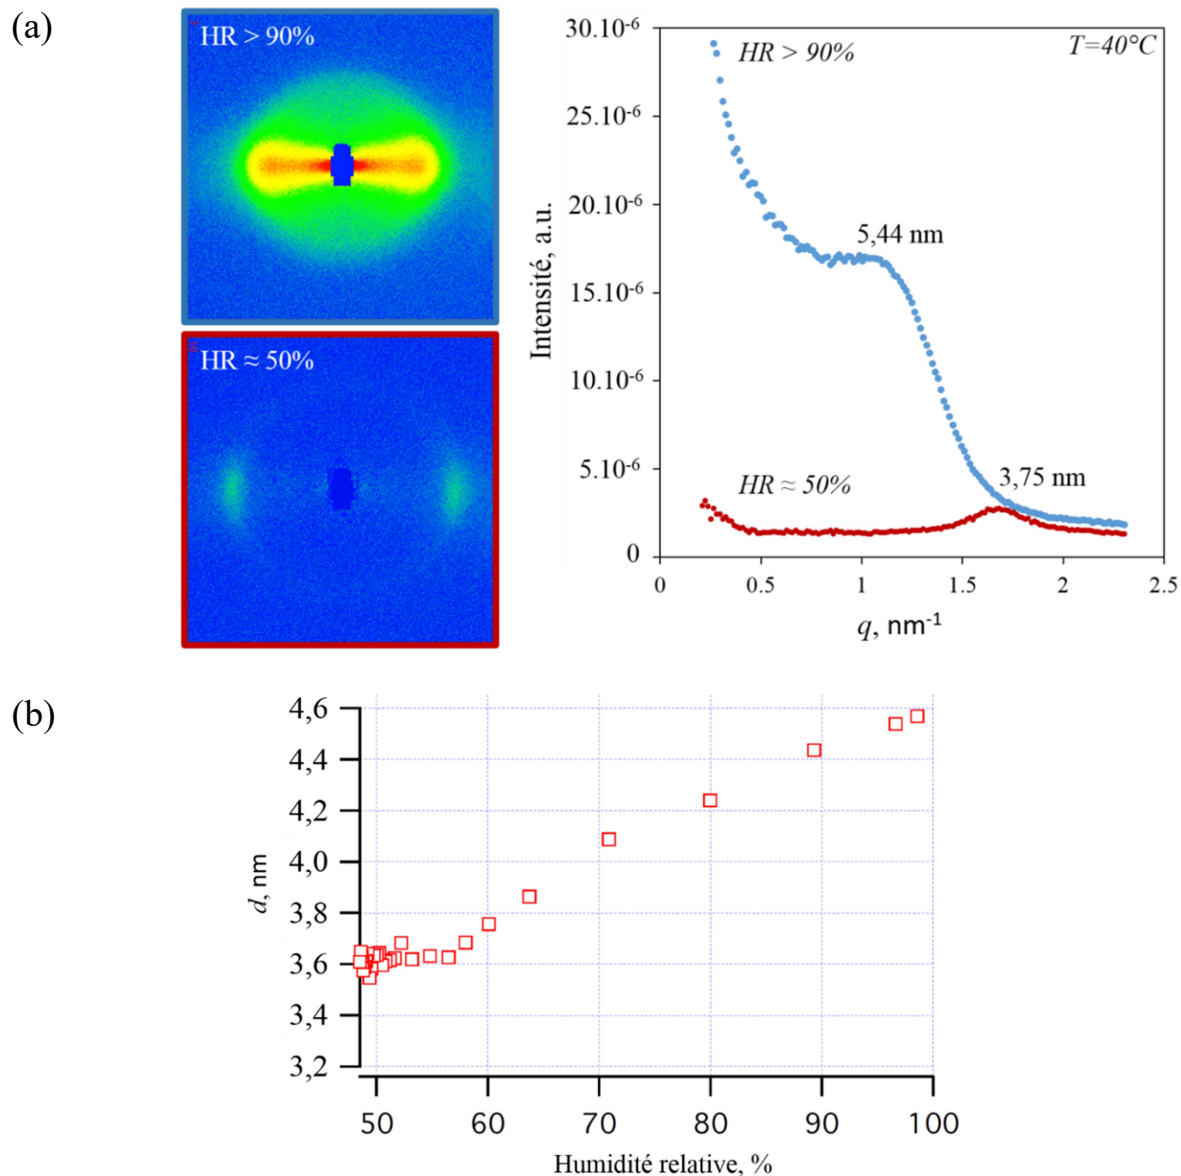 (a)
HR > 90%
HR ≈ 50%
30.10-6
25.10-6
20.10-6
15.10-6
10.10-6
5.10-6
0
Intensité, a.u.
HR > 90%
T=40°C
5,44 nm
HR ≈ 50%
3,75 nm
0 0.5 1 1.5 2 2.5
q, nm-1
(b)
4,6
4,4
4,2
4,0
3,8
3,6
3,4
3,2
d, nm
50 60 70 80 90 100
Humidité relative, %